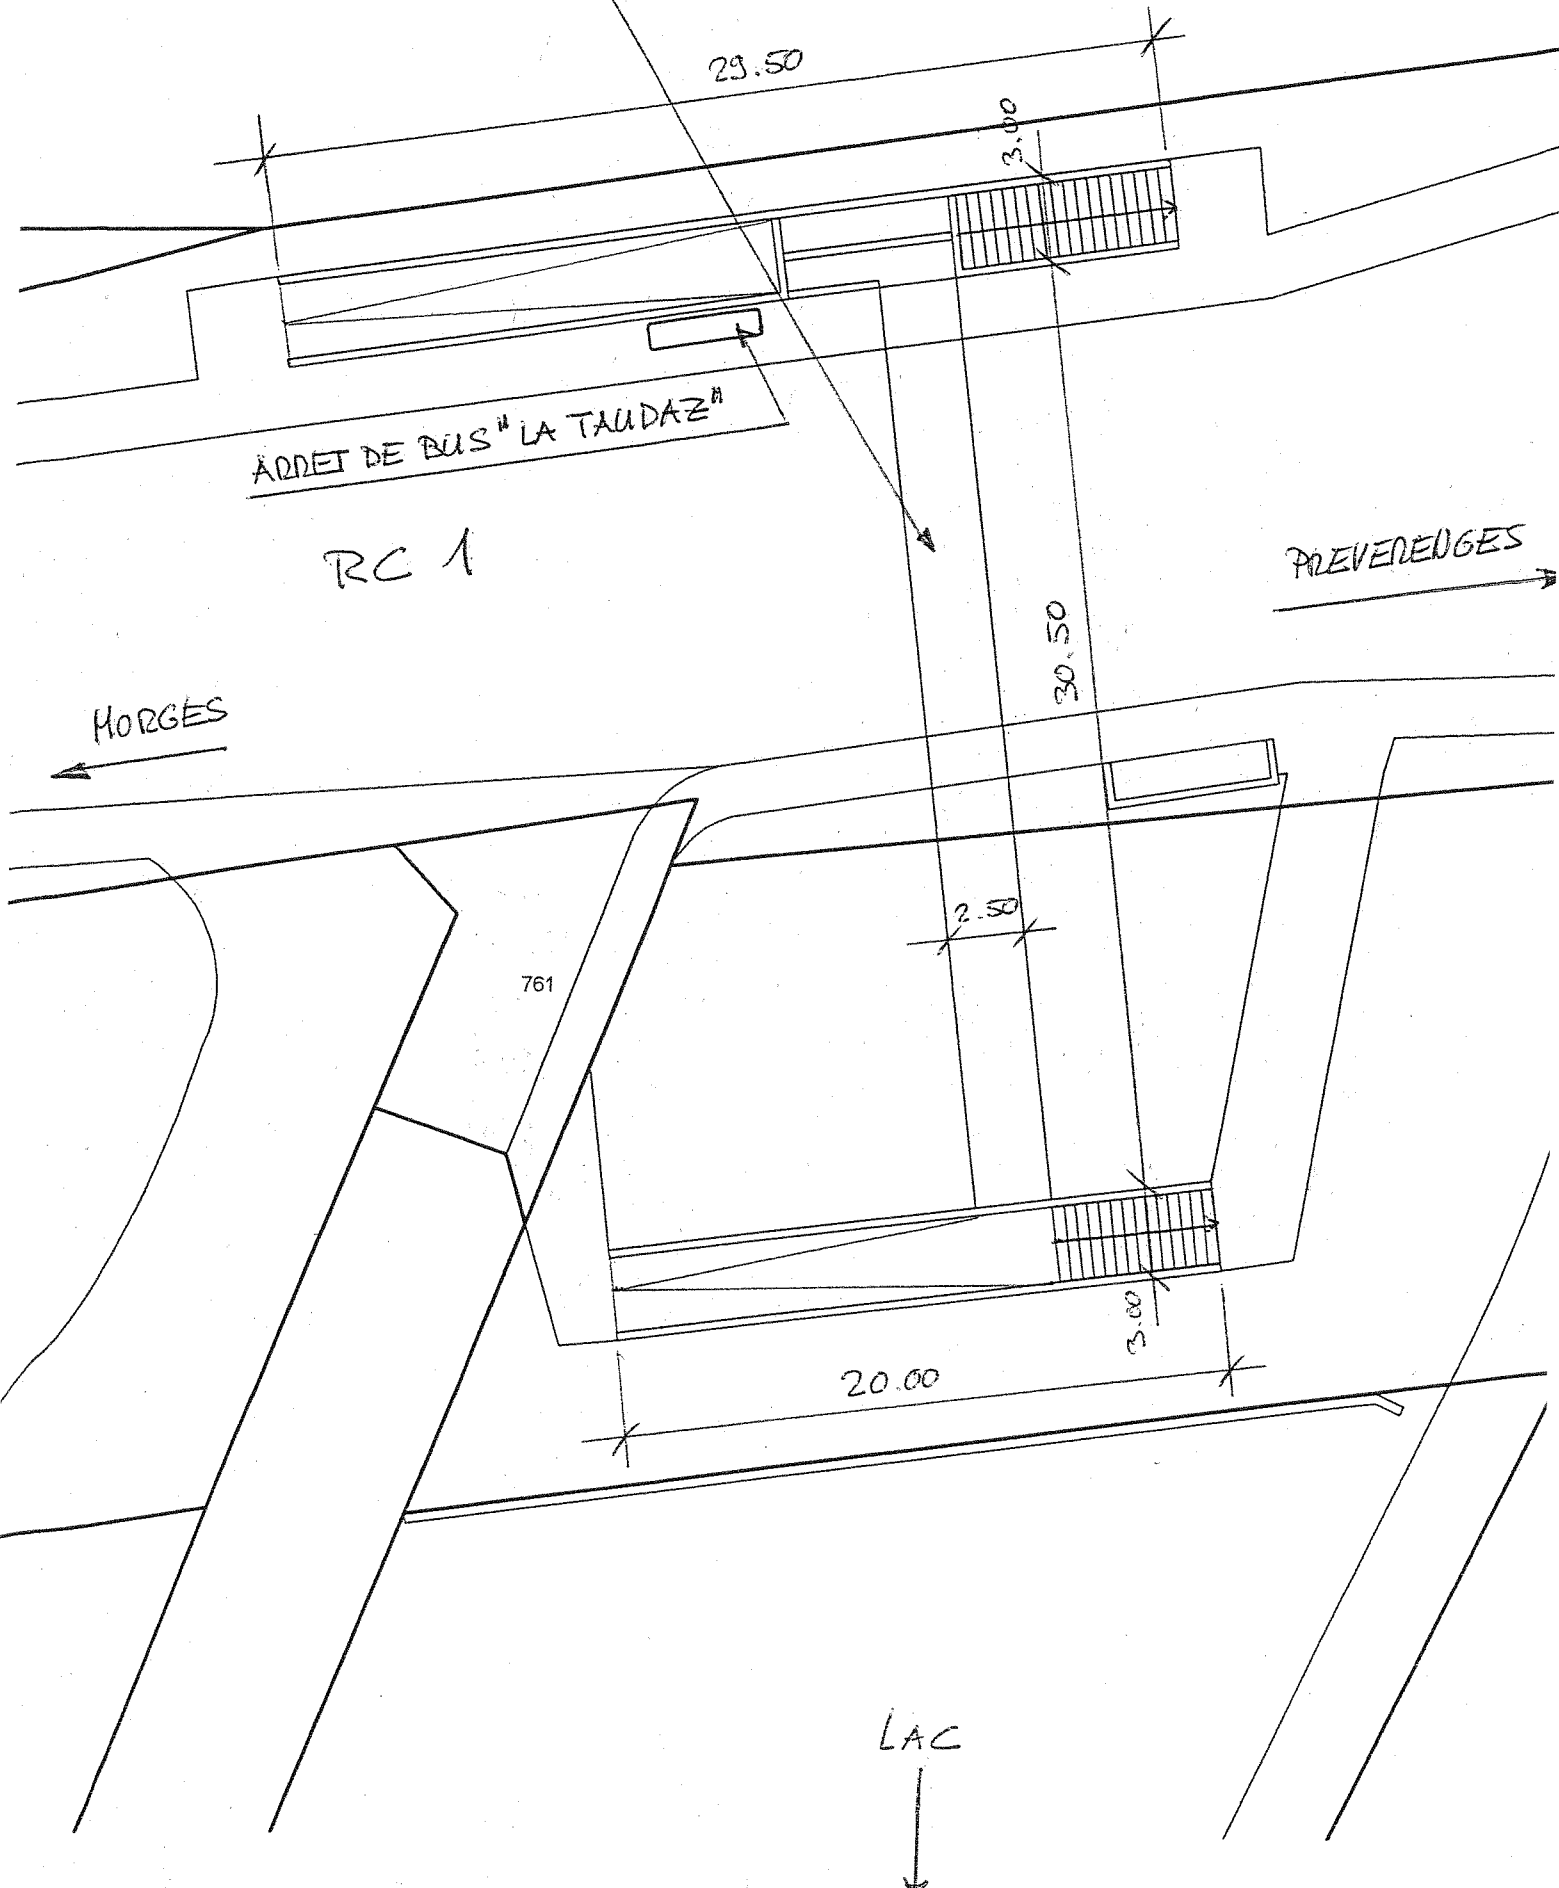 29.50
3.00
ARRET DE BUS "LA TAUDAZ"
RC 1
PREVERENGES
30.50
MORGES
2.50
761
3.00
20.00
LAC